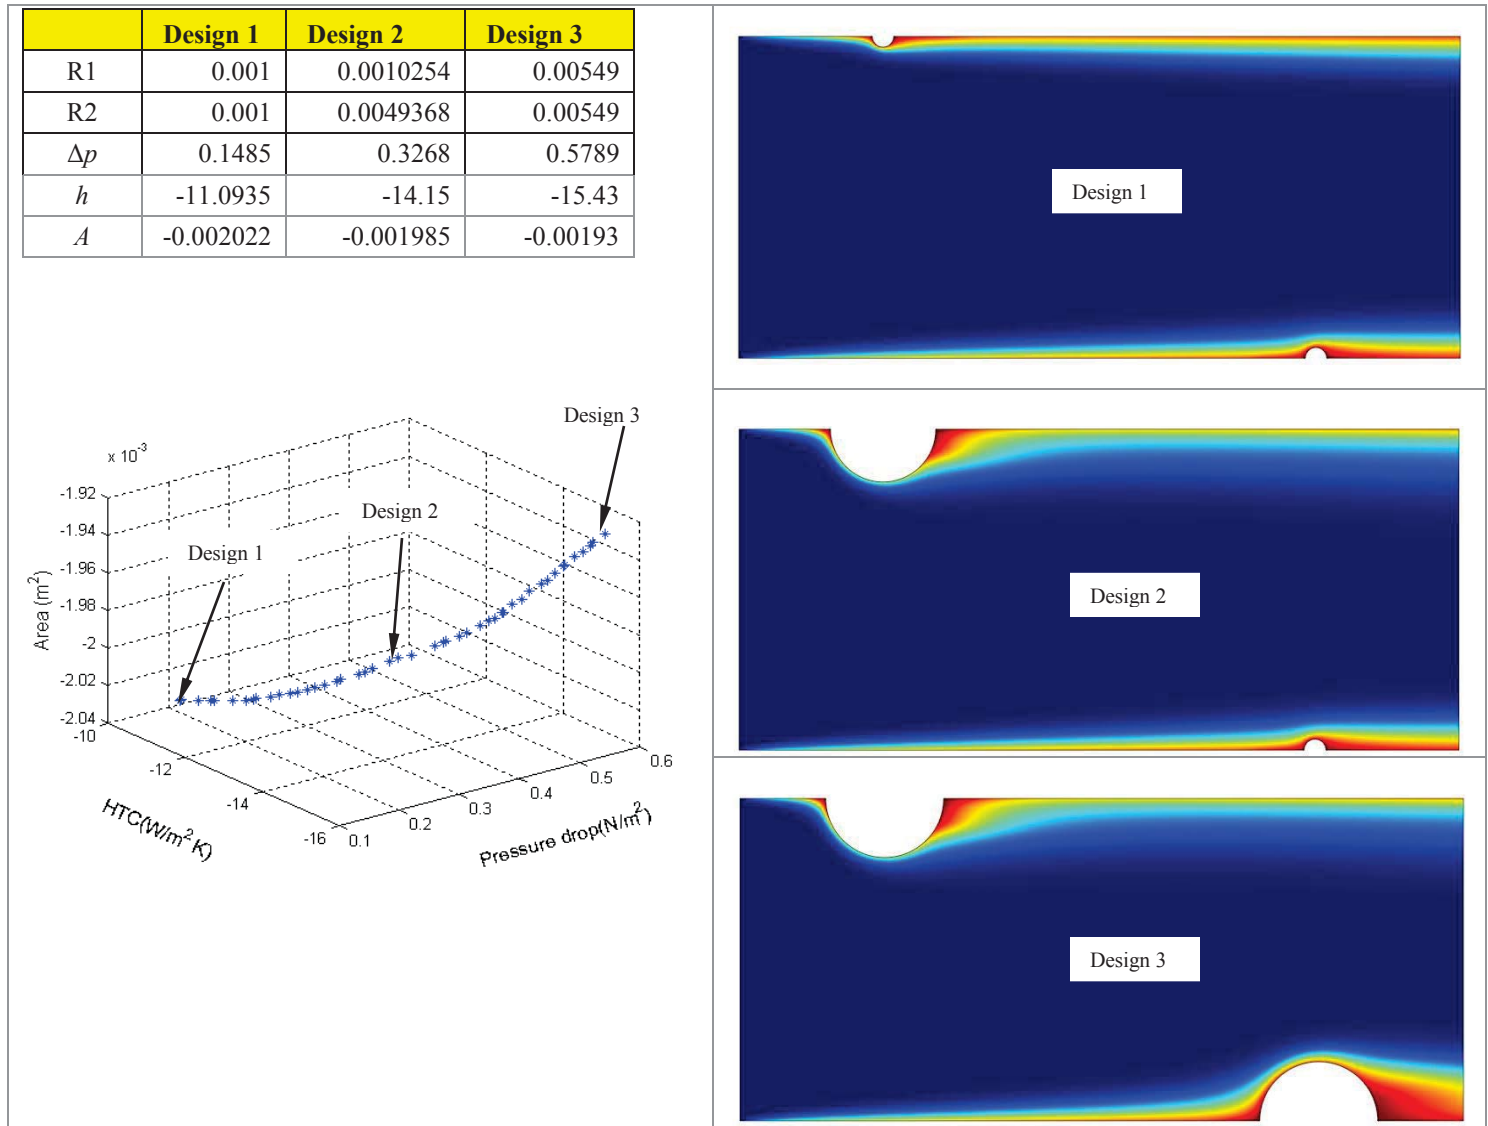 Design 1 Design 2 Design 3
R1 0.001 0.0010254 0.00549
R2 0.001 0.0049368 0.00549
Δp 0.1485 0.3268 0.5789
h -11.0935 -14.15 -15.43
A -0.002022 -0.001985 -0.00193
Design 1
Design 2
Design 3
Design 3
Design 2
Design 1
x 10-3
-1.92
-1.94
-1.96
-1.98
-2
-2.02
-2.04
Area (m2)
-10
-12
-14
-16
HTC(W/m2K)
0.1
0.2
0.3
0.4
0.5
0.6
Pressure drop(N/m2)